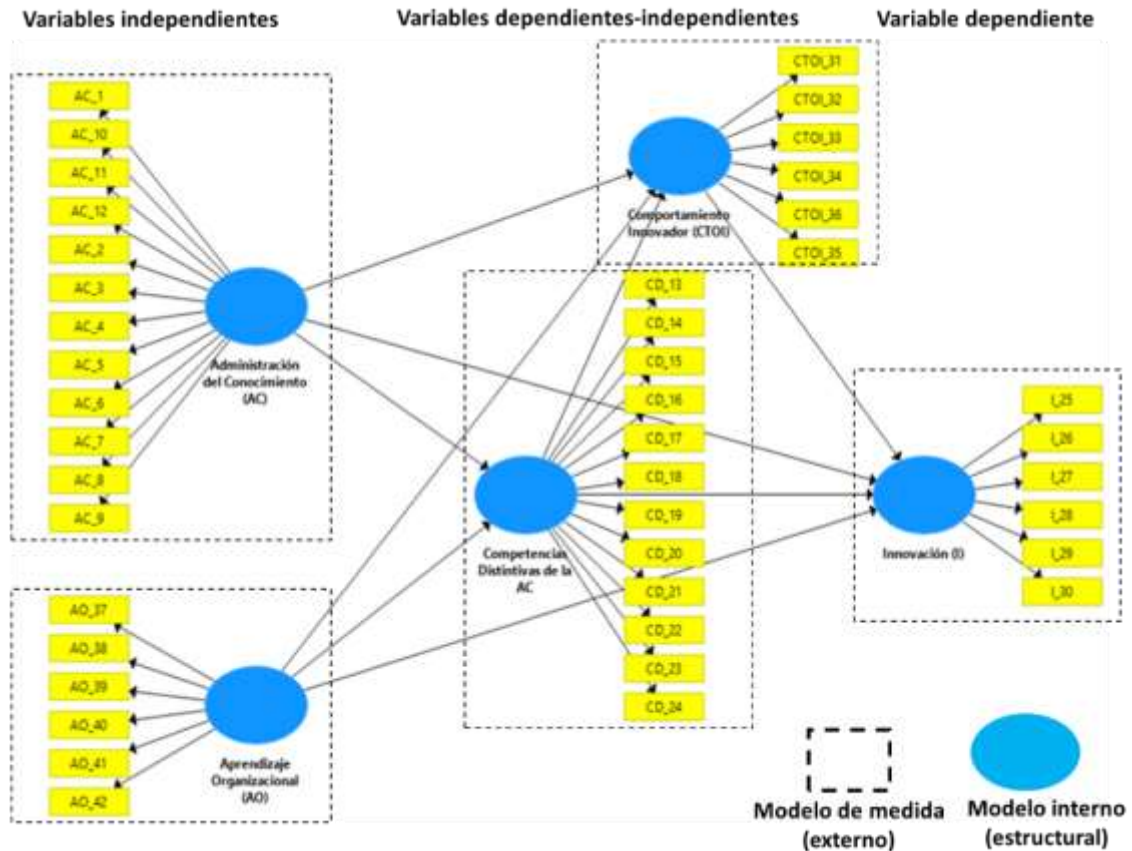 Variables independientes
Variables dependientes-independientes
Variable dependiente
AC_1
AC_10
AC_11
AC_12
AC_2
AC_3
AC_4
AC_5
AC_6
AC_7
AC_8
AC_9
Administración
del Conocimiento
(AC)
AO_37
AO_38
AO_39
AO_40
AO_41
AO_42
Aprendizaje
Organizacional
(AO)
Comportamiento
Innovador (CTOI)
CTOI_31
CTOI_32
CTOI_33
CTOI_34
CTOI_36
CTOI_35
Competencias
Distintivas de la
AC
CD_13
CD_14
CD_15
CD_16
CD_17
CD_18
CD_19
CD_20
CD_21
CD_22
CD_23
CD_24
Innovación (I)
I_25
I_26
I_27
I_28
I_29
I_30
Modelo de medida
(externo)
Modelo interno
(estructural)